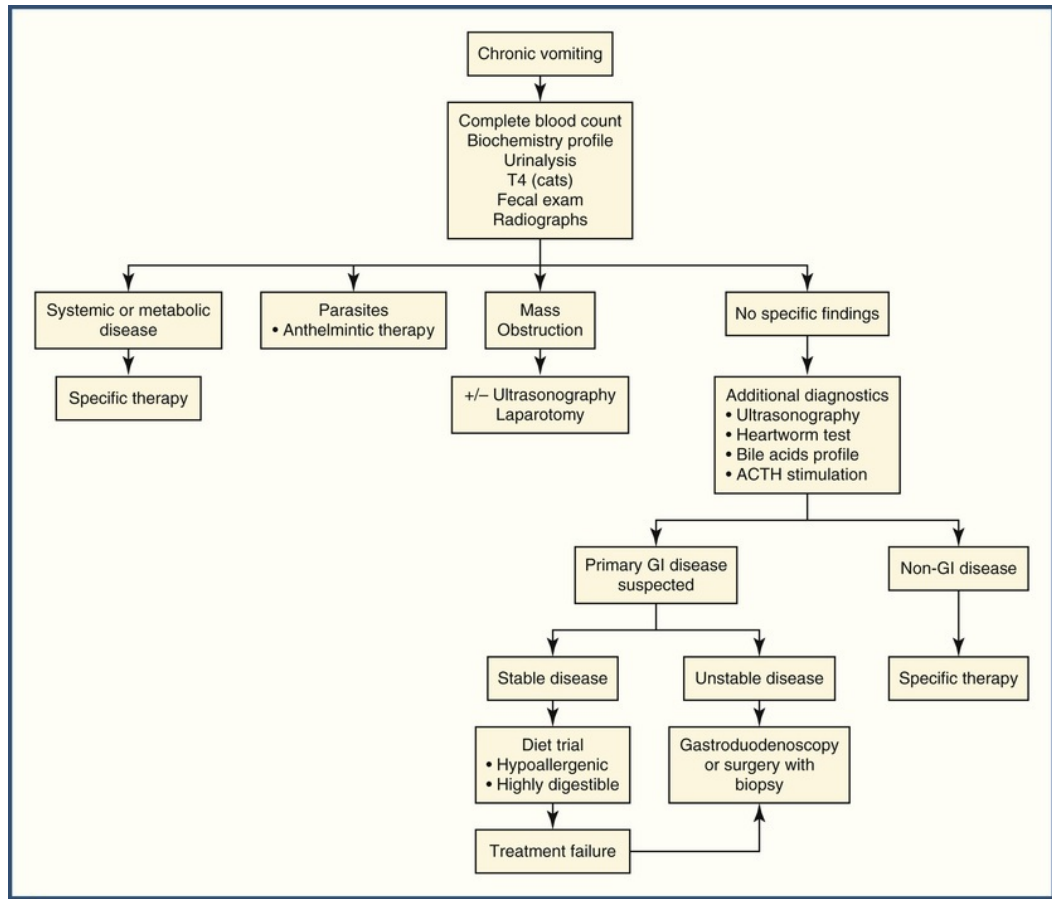 Chronic vomiting
Complete blood count
Biochemistry profile
Urinalysis
T4 (cats)
Fecal exam
Radiographs
Systemic or metabolic
disease
Parasites
• Anthelmintic therapy
Mass
Obstruction
No specific findings
Specific therapy
+/– Ultrasonography
Laparotomy
Additional diagnostics
• Ultrasonography
• Heartworm test
• Bile acids profile
• ACTH stimulation
Primary GI disease
suspected
Non-GI disease
Stable disease
Unstable disease
Specific therapy
Diet trial
• Hypoallergenic
• Highly digestible
Gastroduodenoscopy
or surgery with
biopsy
Treatment failure